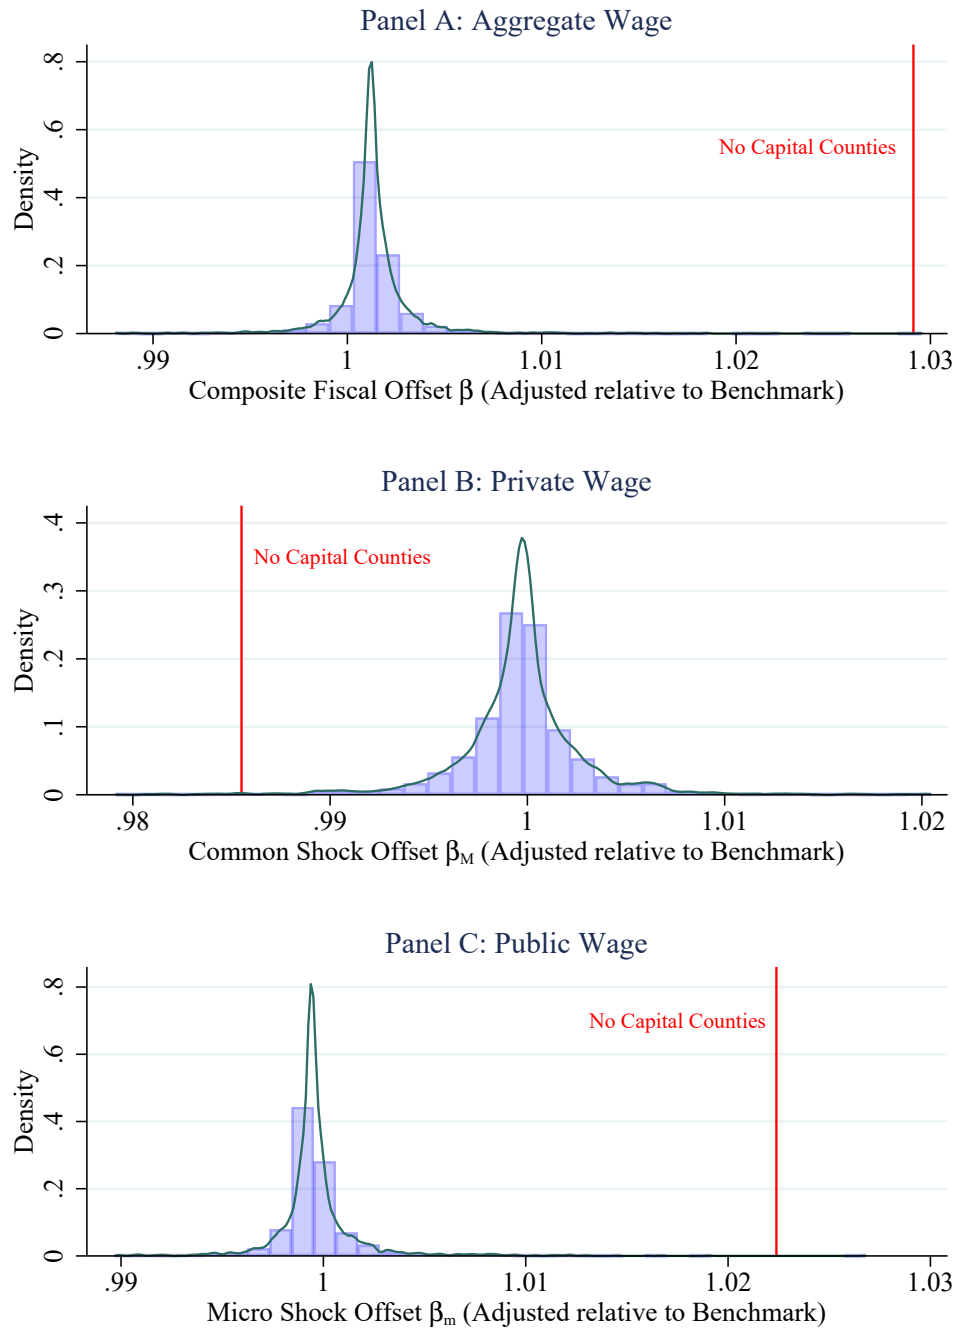 Panel A: Aggregate Wage
Density
0 .2 .4 .6 .8
No Capital Counties
.99 1 1.01 1.02 1.03
Composite Fiscal Offset β (Adjusted relative to Benchmark)
Panel B: Private Wage
Density
0 .1 .2 .3 .4
No Capital Counties
.98 .99 1 1.01 1.02
Common Shock Offset β_M (Adjusted relative to Benchmark)
Panel C: Public Wage
Density
0 .2 .4 .6 .8
No Capital Counties
.99 1 1.01 1.02 1.03
Micro Shock Offset β_m (Adjusted relative to Benchmark)